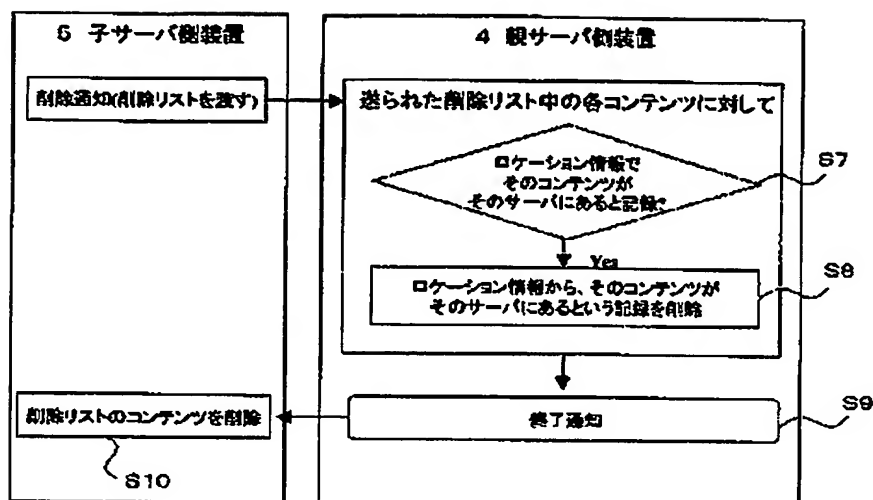 5 子サーバ側装置
4 親サーバ側装置
削除通知(削除リストを渡す)
送られた削除リスト中の各コンテンツに対して
ロケーション情報で
そのコンテンツが
そのサーバにあると記録?
S7
Yes
ロケーション情報から、そのコンテンツが
そのサーバにあるという記録を削除
S8
削除リストのコンテンツを削除
終了通知
S9
S10